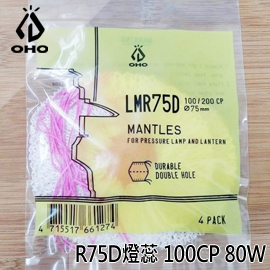 OHO
OHO
LMR75D
100/200 CP
Ø75mm
MANTLES
FOR PRESSURE LAMP AND LANTERN
DURABLE
DOUBLE HOLE
4 PACK
4 715517 661274
R75D燈蕊 100CP 80W